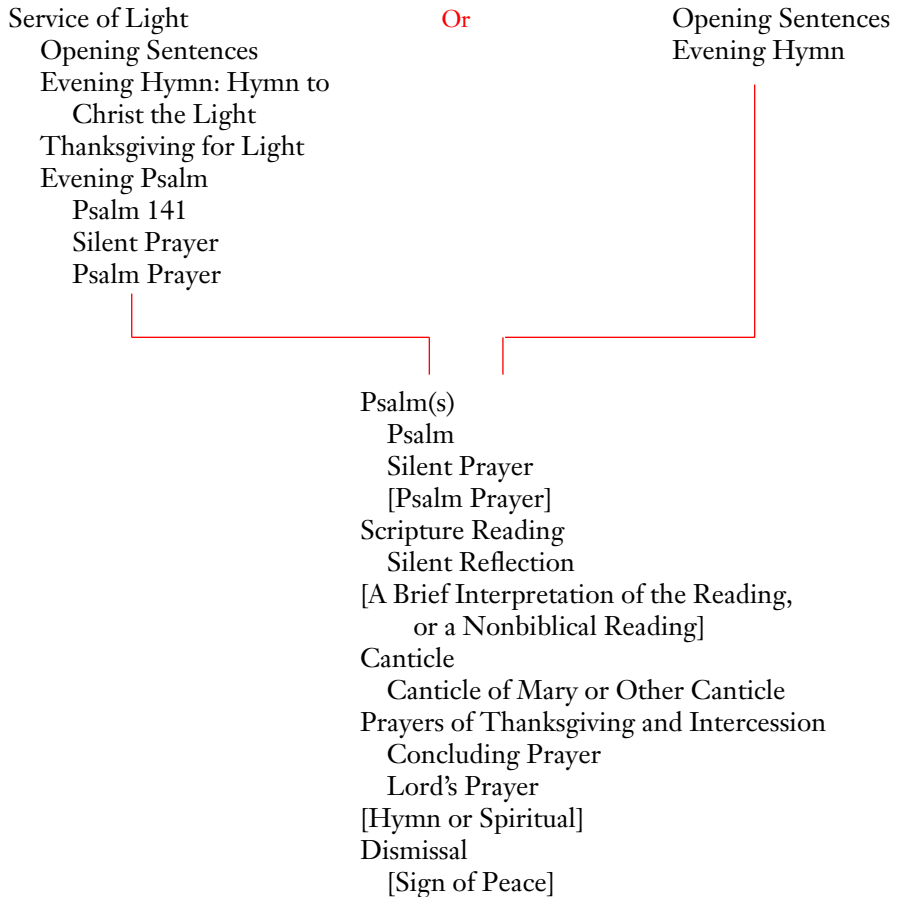 Service of Light
Opening Sentences
Evening Hymn: Hymn to
Christ the Light
Thanksgiving for Light
Evening Psalm
Psalm 141
Silent Prayer
Psalm Prayer
Or
Opening Sentences
Evening Hymn
Psalm(s)
Psalm
Silent Prayer
[Psalm Prayer]
Scripture Reading
Silent Reflection
[A Brief Interpretation of the Reading,
or a Nonbiblical Reading]
Canticle
Canticle of Mary or Other Canticle
Prayers of Thanksgiving and Intercession
Concluding Prayer
Lord’s Prayer
[Hymn or Spiritual]
Dismissal
[Sign of Peace]